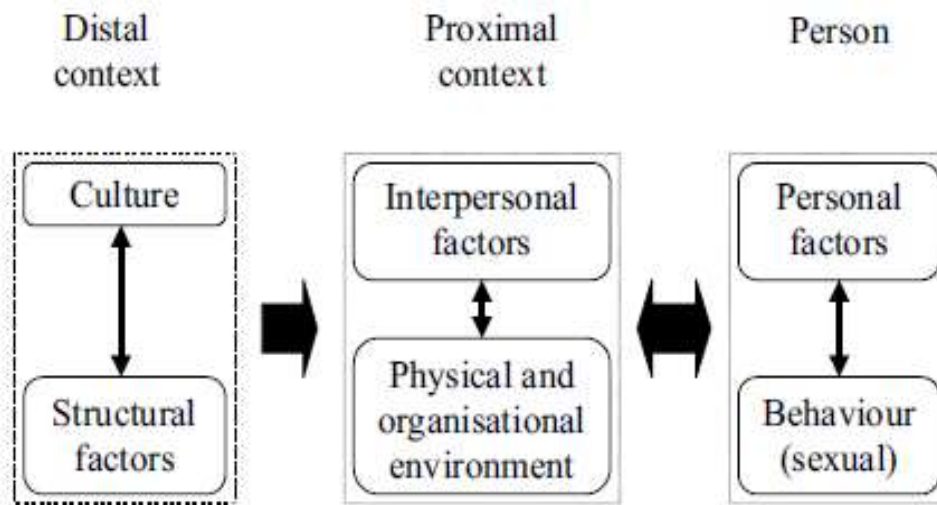 Distal
context
Proximal
context
Person
Culture
Structural
factors
Interpersonal
factors
Physical and
organisational
environment
Personal
factors
Behaviour
(sexual)